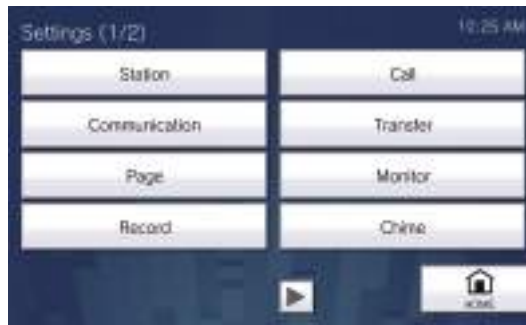 Settings (1/2) 10:25 AM
Station Call
Communication Transfer
Page Monitor
Record Chime
HOME